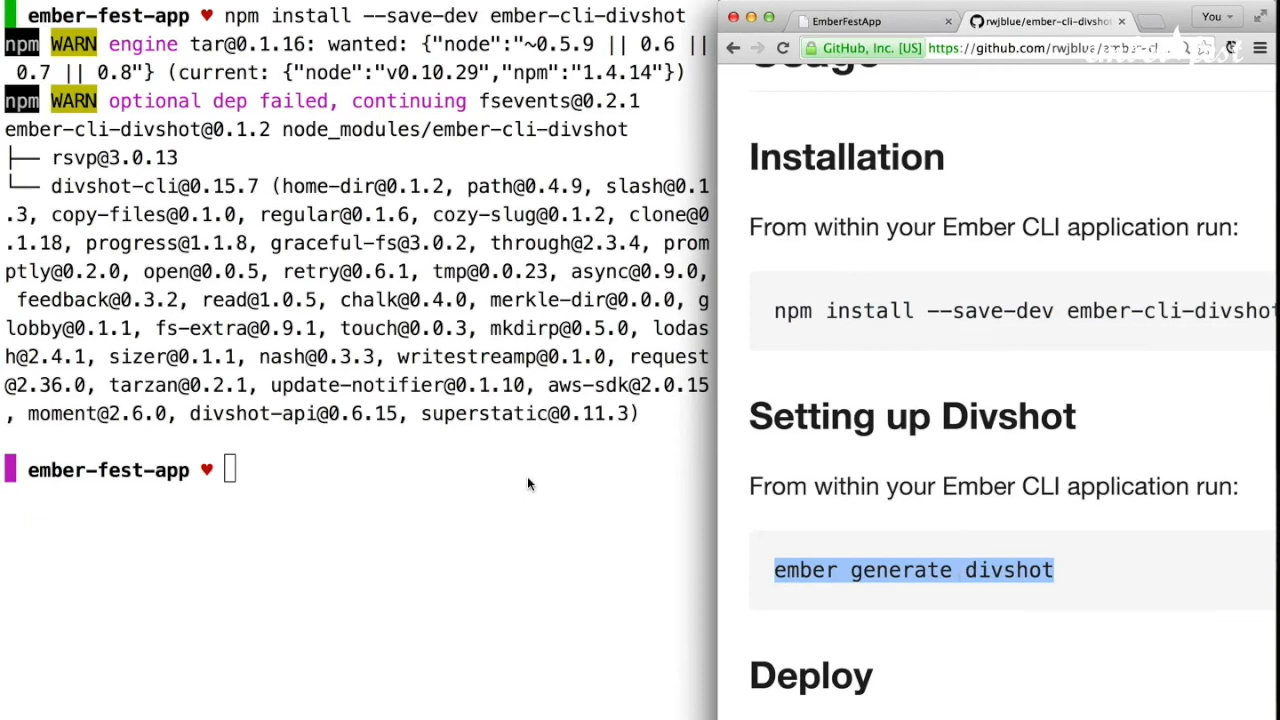 ember-fest-app ♥ npm install --save-dev ember-cli-divshot
npm WARN engine tar@0.1.16: wanted: {"node":"~0.5.9 || 0.6 ||
0.7 || 0.8"} (current: {"node":"v0.10.29","npm":"1.4.14"})
npm WARN optional dep failed, continuing fsevents@0.2.1
ember-cli-divshot@0.1.2 node_modules/ember-cli-divshot
├── rsvp@3.0.13
└── divshot-cli@0.15.7 (home-dir@0.1.2, path@0.4.9, slash@0.1
.3, copy-files@0.1.0, regular@0.1.6, cozy-slug@0.1.2, clone@0
.1.18, progress@1.1.8, graceful-fs@3.0.2, through@2.3.4, prom
ptly@0.2.0, open@0.0.5, retry@0.6.1, tmp@0.0.23, async@0.9.0,
feedback@0.3.2, read@1.0.5, chalk@0.4.0, merkle-dir@0.0.0, g
lobby@0.1.1, fs-extra@0.9.1, touch@0.0.3, mkdirp@0.5.0, lodas
h@2.4.1, sizer@0.1.1, nash@0.3.3, writestreamp@0.1.0, request
@2.36.0, tarzan@0.2.1, update-notifier@0.1.10, aws-sdk@2.0.15
, moment@2.6.0, divshot-api@0.6.15, superstatic@0.11.3)
ember-fest-app ♥
EmberFestApp
rwjblue/ember-cli-divshot
You
GitHub, Inc. [US] https://github.com/rwjblue/ember-d
Usage
Installation
From within your Ember CLI application run:
npm install --save-dev ember-cli-divshot
Setting up Divshot
From within your Ember CLI application run:
ember generate divshot
Deploy